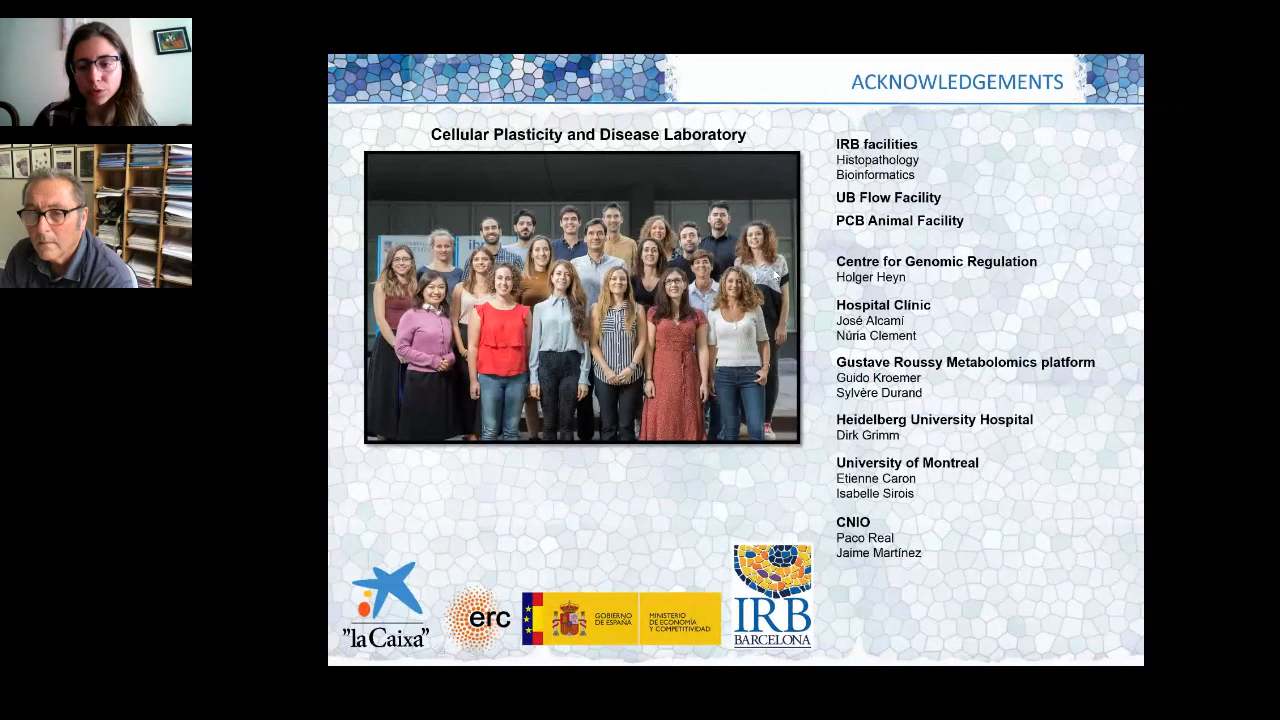 ACKNOWLEDGEMENTS
Cellular Plasticity and Disease Laboratory
IRB facilities
Histopathology
Bioinformatics
UB Flow Facility
PCB Animal Facility
Centre for Genomic Regulation
Holger Heyn
Hospital Clínic
José Alcamí
Núria Clement
Gustave Roussy Metabolomics platform
Guido Kroemer
Sylvère Durand
Heidelberg University Hospital
Dirk Grimm
University of Montreal
Etienne Caron
Isabelle Sirois
CNIO
Paco Real
Jaime Martínez
"la Caixa"
erc
GOBIERNO
DE ESPAÑA
MINISTERIO
DE ECONOMÍA
Y COMPETITIVIDAD
IRB
BARCELONA